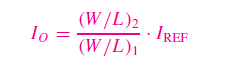 I_O = \frac{(W/L)_2}{(W/L)_1} \cdot I_{REF}